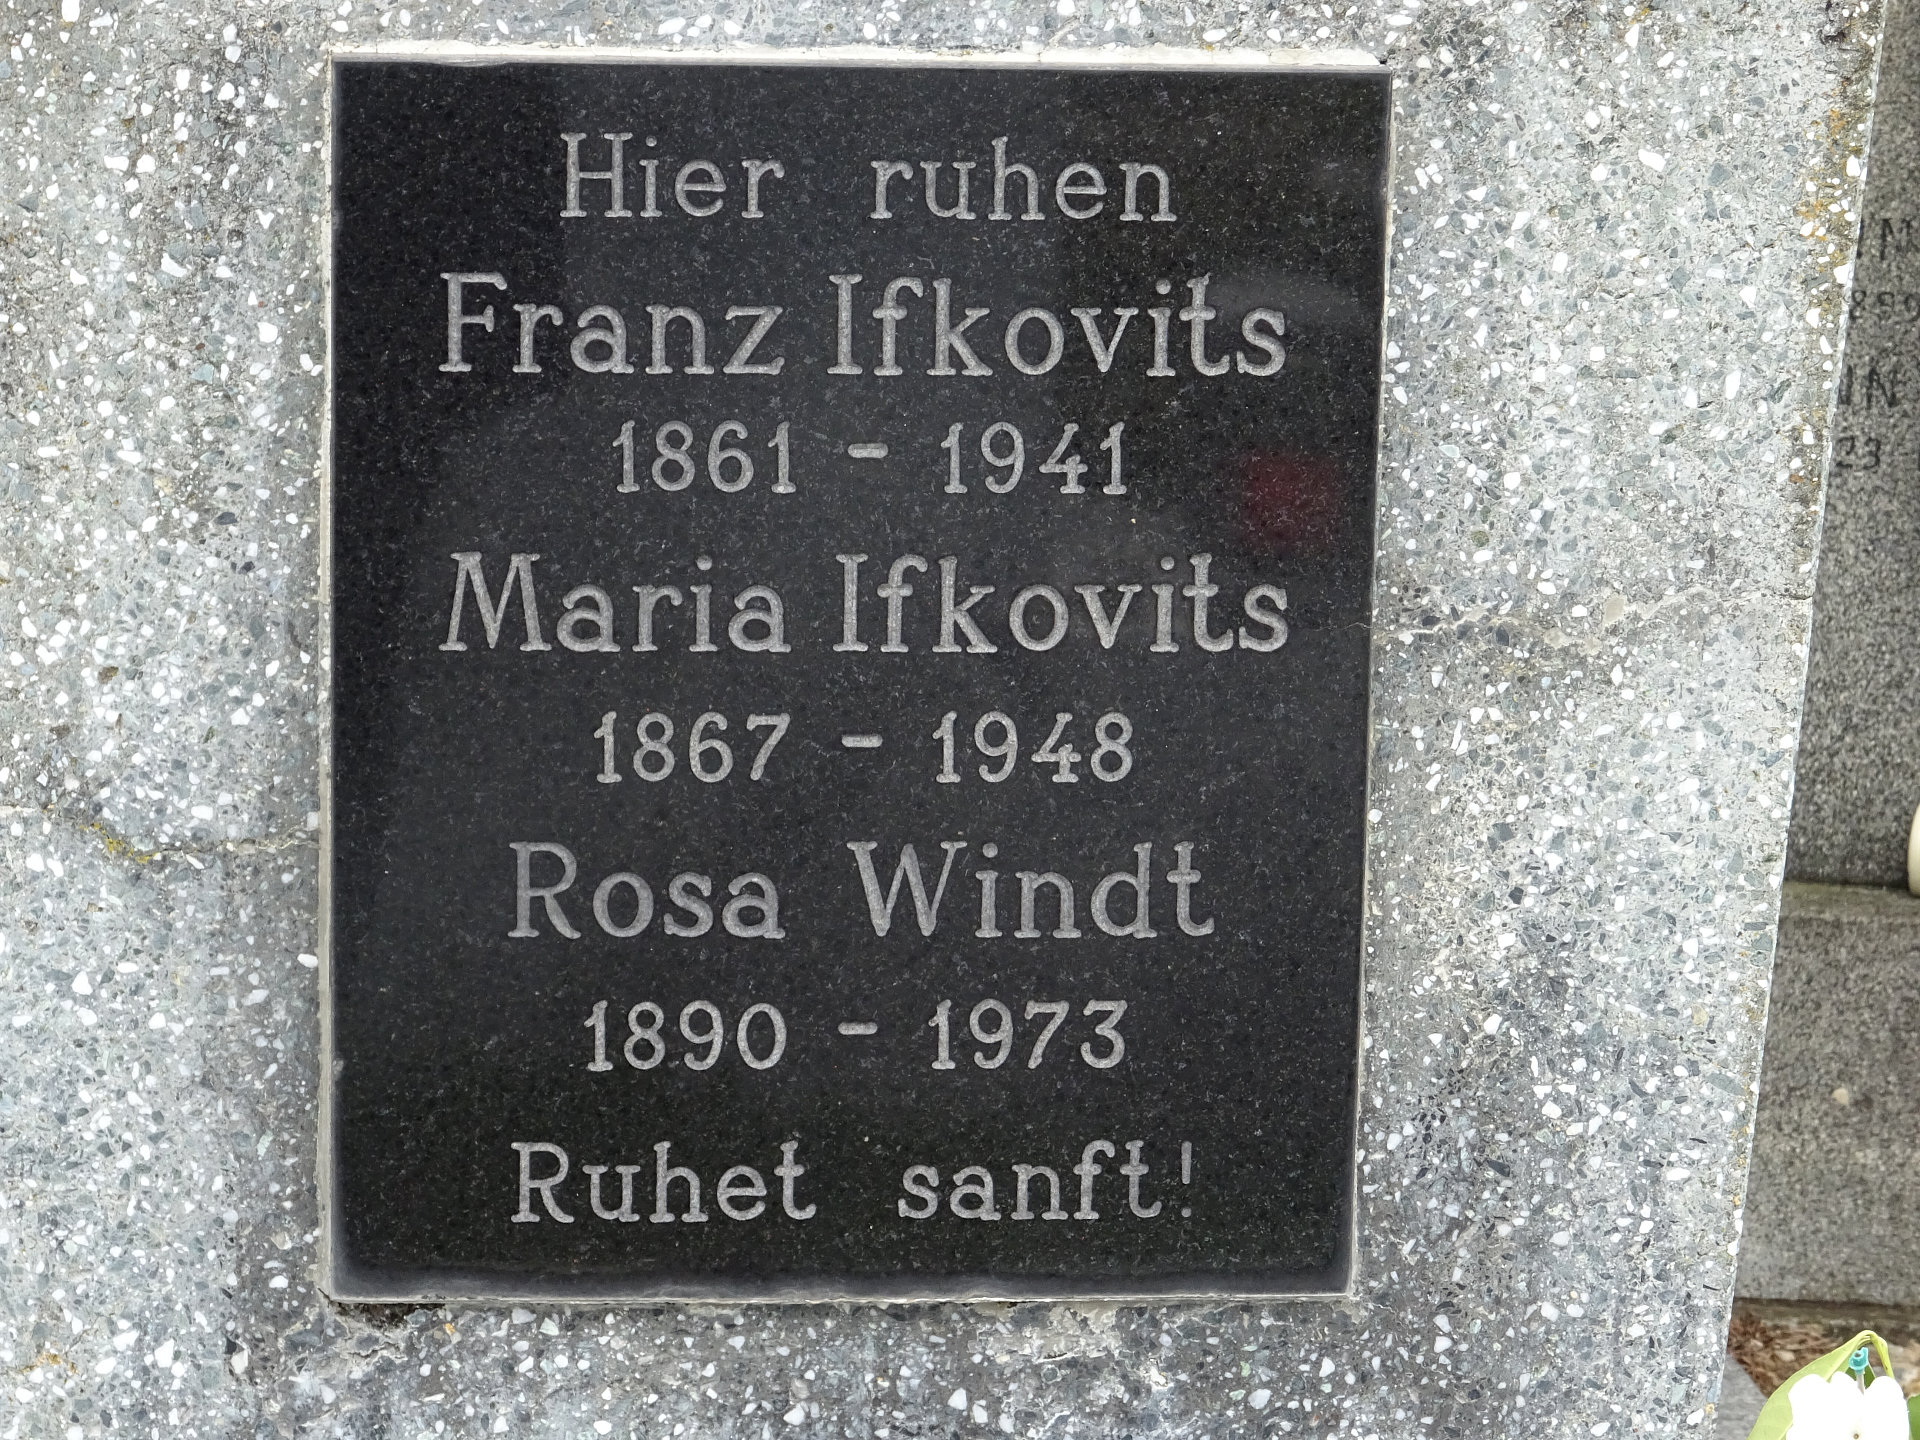 Hier ruhen
Franz Ifkovits
1861 - 1941
Maria Ifkovits
1867 - 1948
Rosa Windt
1890 - 1973
Ruhet sanft!